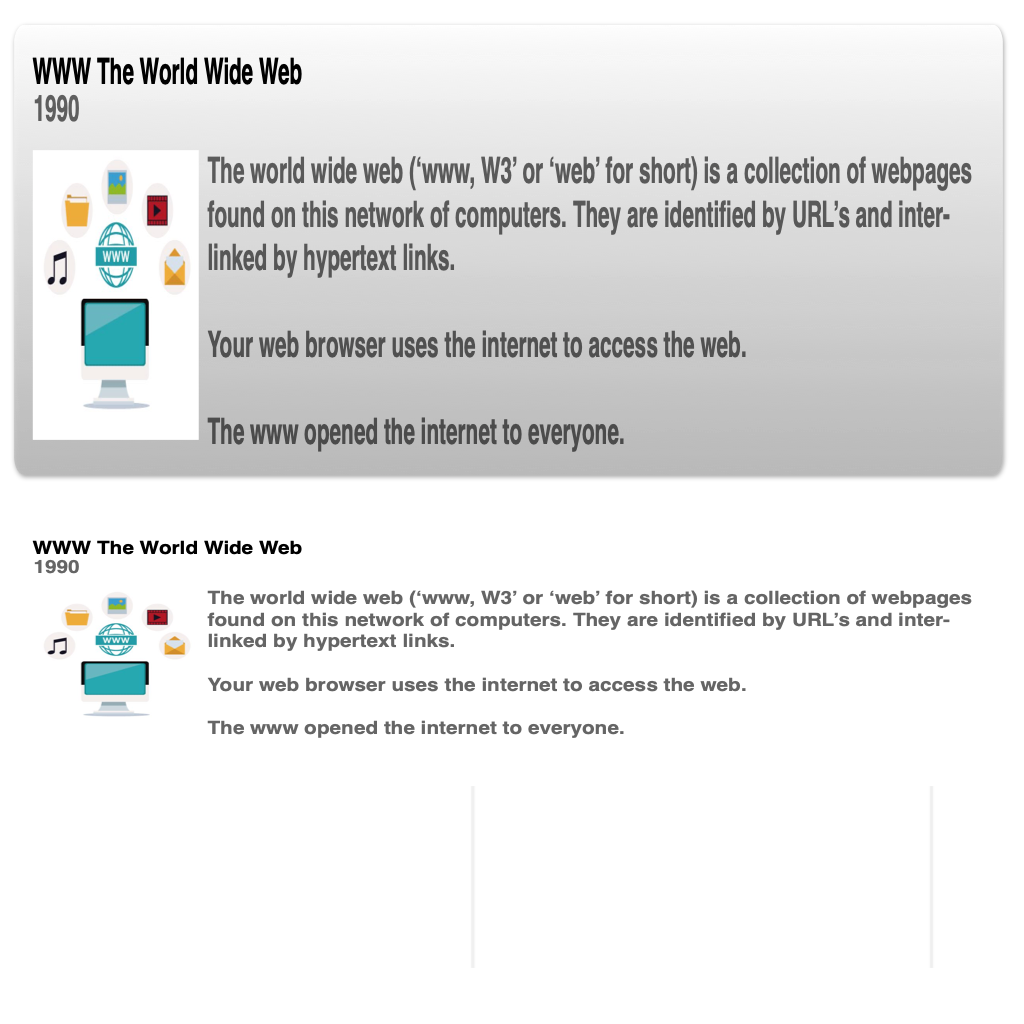 WWW The World Wide Web
1990
WWW
The world wide web (‘www, W3’ or ‘web’ for short) is a collection of webpages
found on this network of computers. They are identified by URL’s and inter-
linked by hypertext links.
Your web browser uses the internet to access the web.
The www opened the internet to everyone.
WWW The World Wide Web
1990
WWW
The world wide web (‘www, W3’ or ‘web’ for short) is a collection of webpages
found on this network of computers. They are identified by URL’s and inter-
linked by hypertext links.
Your web browser uses the internet to access the web.
The www opened the internet to everyone.